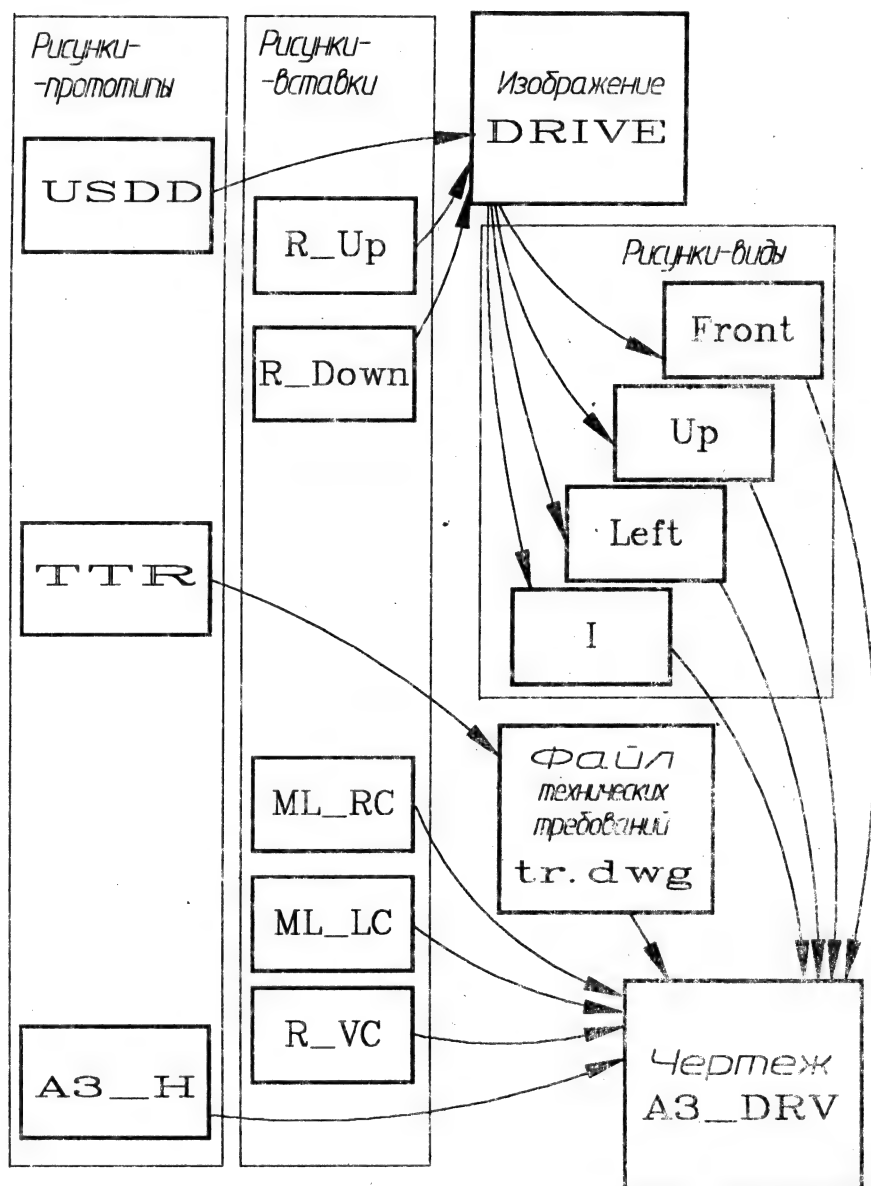 Рисунки-
-прототипы
USDD
TTR
A3_H
Рисунки-
-вставки
R_Up
R_Down
ML_RC
ML_LC
R_VC
Изображение
DRIVE
Рисунки-виды
Front
Up
Left
I
Файл
технических
требований
tr.dwg
Чертеж
A3_DRV